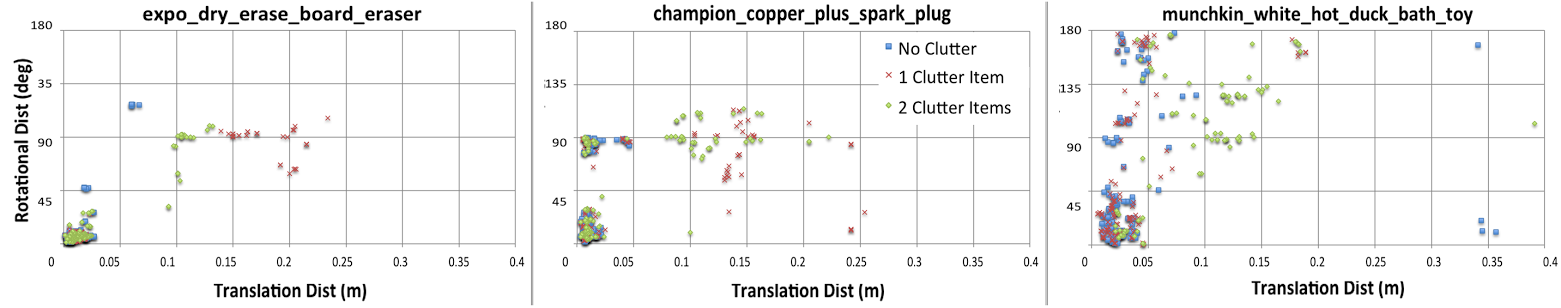 expo_dry_erase_board_eraser
180
35
90
45
Rotational Dist (deg)
0 0.05 0.1 0.15 0.2 0.25 0.3 0.35 0.4
Translation Dist (m)
champion_copper_plus_spark_plug
180
135
90
45
No Clutter
1 Clutter Item
2 Clutter Items
0 0.05 0.1 0.15 0.2 0.25 0.3 0.35 0.4
Translation Dist (m)
munchkin_white_hot_duck_bath_toy
180
135
90
45
0 0.05 0.1 0.15 0.2 0.25 0.3 0.35 0.4
Translation Dist (m)